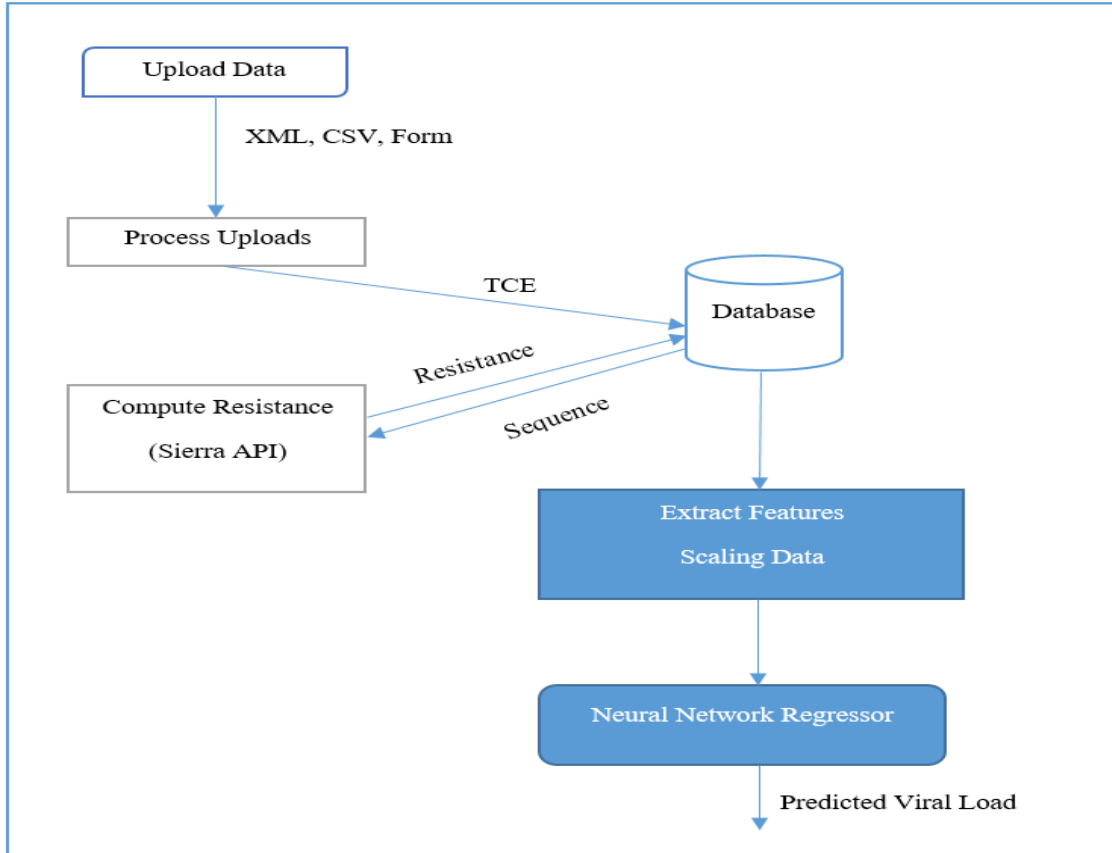 Upload Data
XML, CSV, Form
Process Uploads
TCE
Database
Resistance
Compute Resistance
(Sierra API)
Sequence
Extract Features
Scaling Data
Neural Network Regressor
Predicted Viral Load